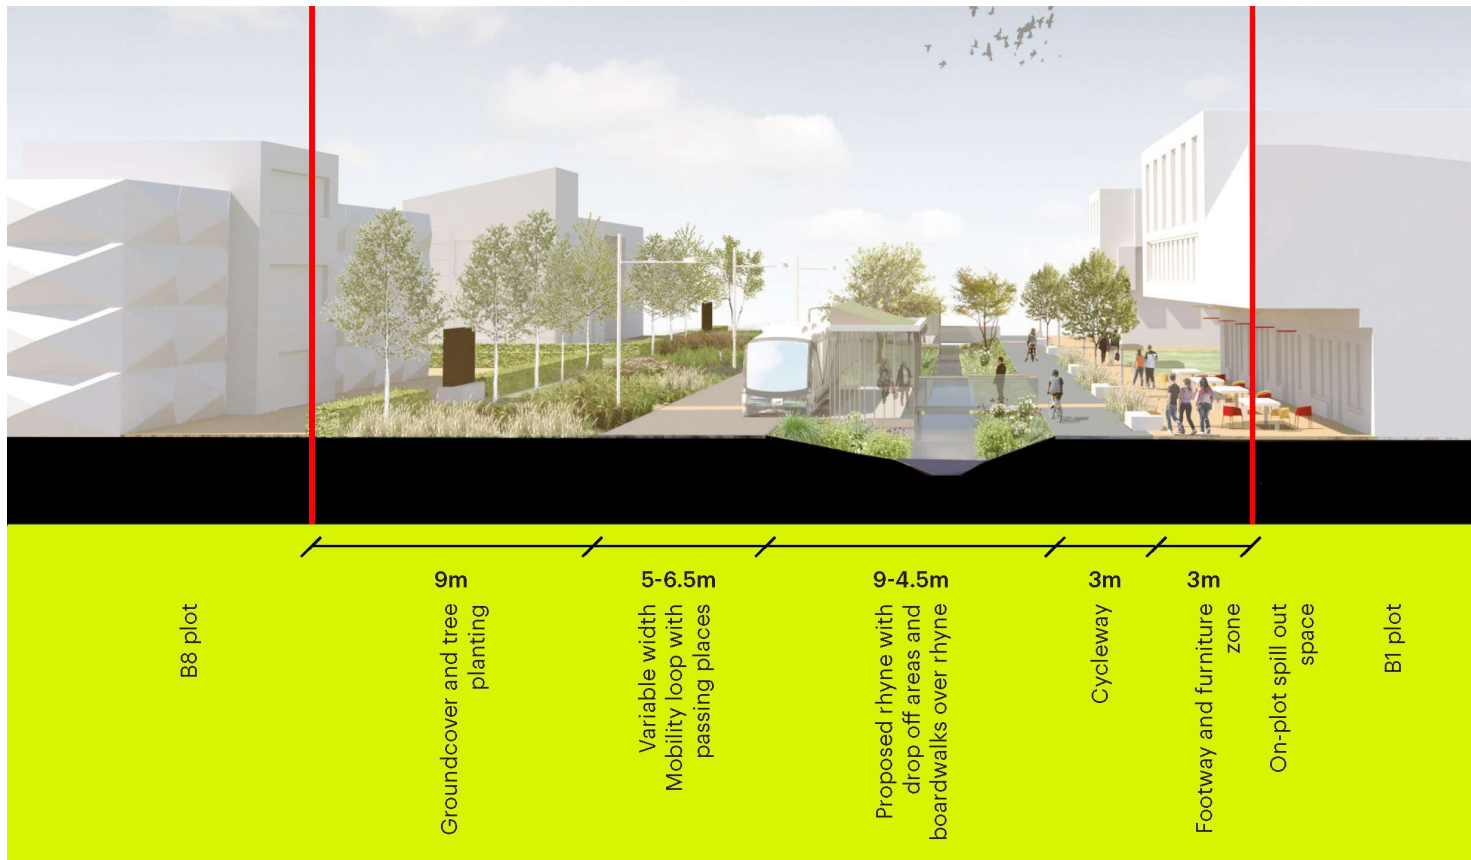 9m
5-6.5m
9-4.5m
3m
3m
B8 plot
Groundcover and tree
planting
Variable width
Mobility loop with
passing places
Proposed rhyne with
drop off areas and
boardwalks over rhyne
Cycleway
Footway and furniture
zone
On-plot spill out
space
B1 plot